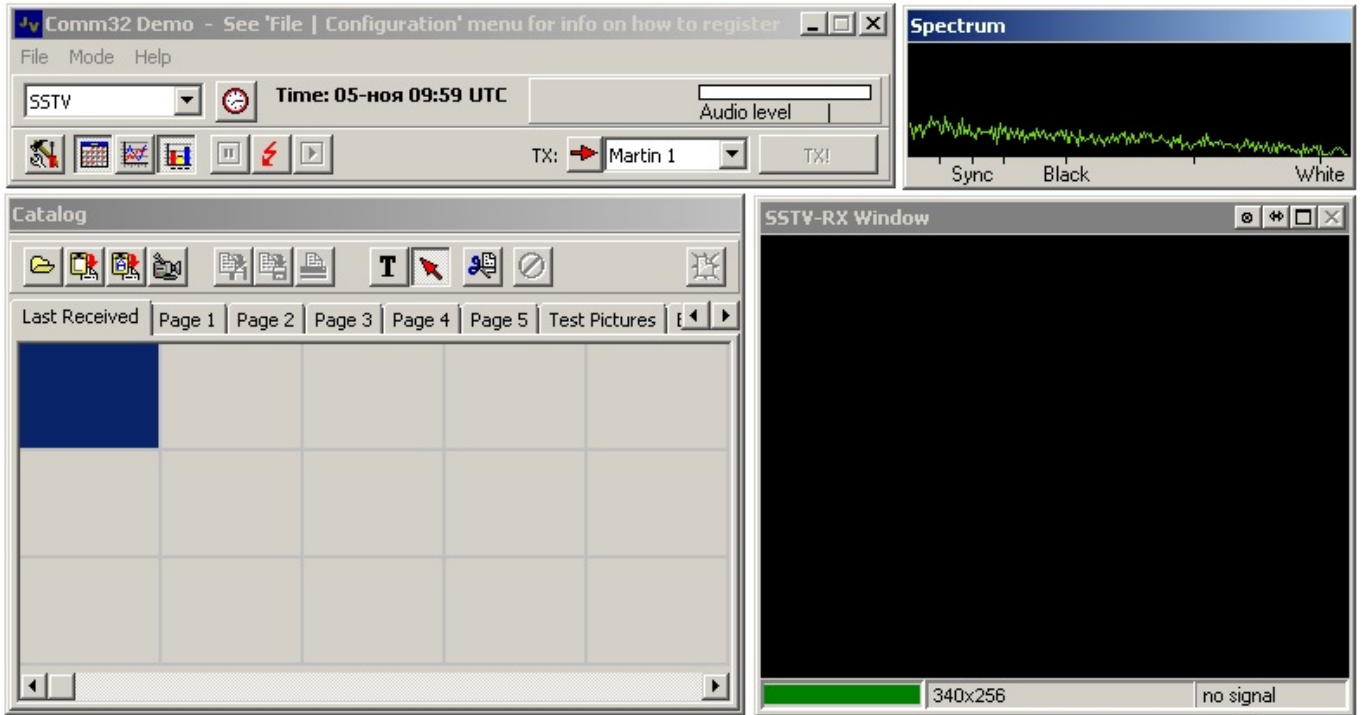 Comm32 Demo - See 'File | Configuration' menu for info on how to register
File Mode Help
SSTV
Time: 05-ноя 09:59 UTC
Audio level
TX:
Martin 1
TX!
Spectrum
Sync Black White
Catalog
T
Last Received Page 1 Page 2 Page 3 Page 4 Page 5 Test Pictures
SSTV-RX Window
340x256
no signal